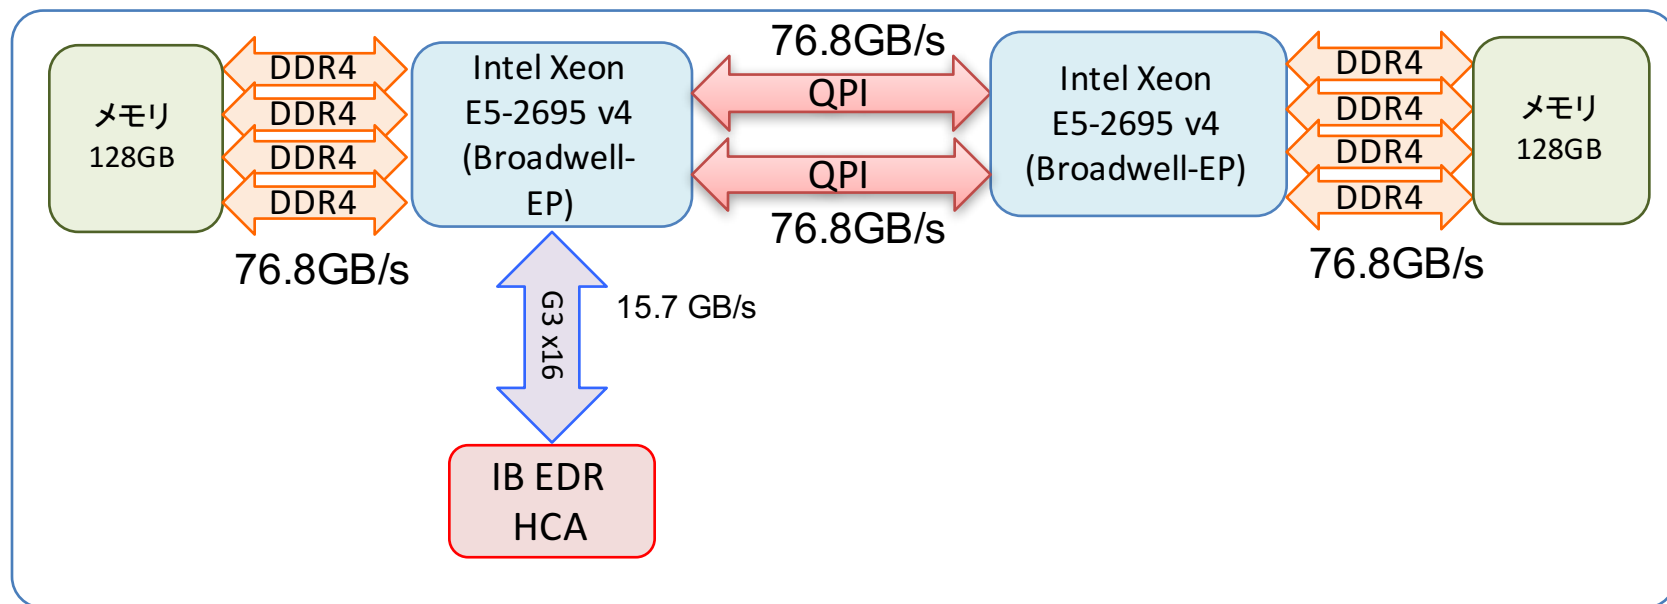 メモリ
128GB
DDR4
DDR4
DDR4
DDR4
76.8GB/s
Intel Xeon
E5-2695 v4
(Broadwell-
EP)
76.8GB/s
QPI
QPI
76.8GB/s
Intel Xeon
E5-2695 v4
(Broadwell-EP)
DDR4
DDR4
DDR4
DDR4
76.8GB/s
メモリ
128GB
G3 x16
15.7 GB/s
IB EDR
HCA